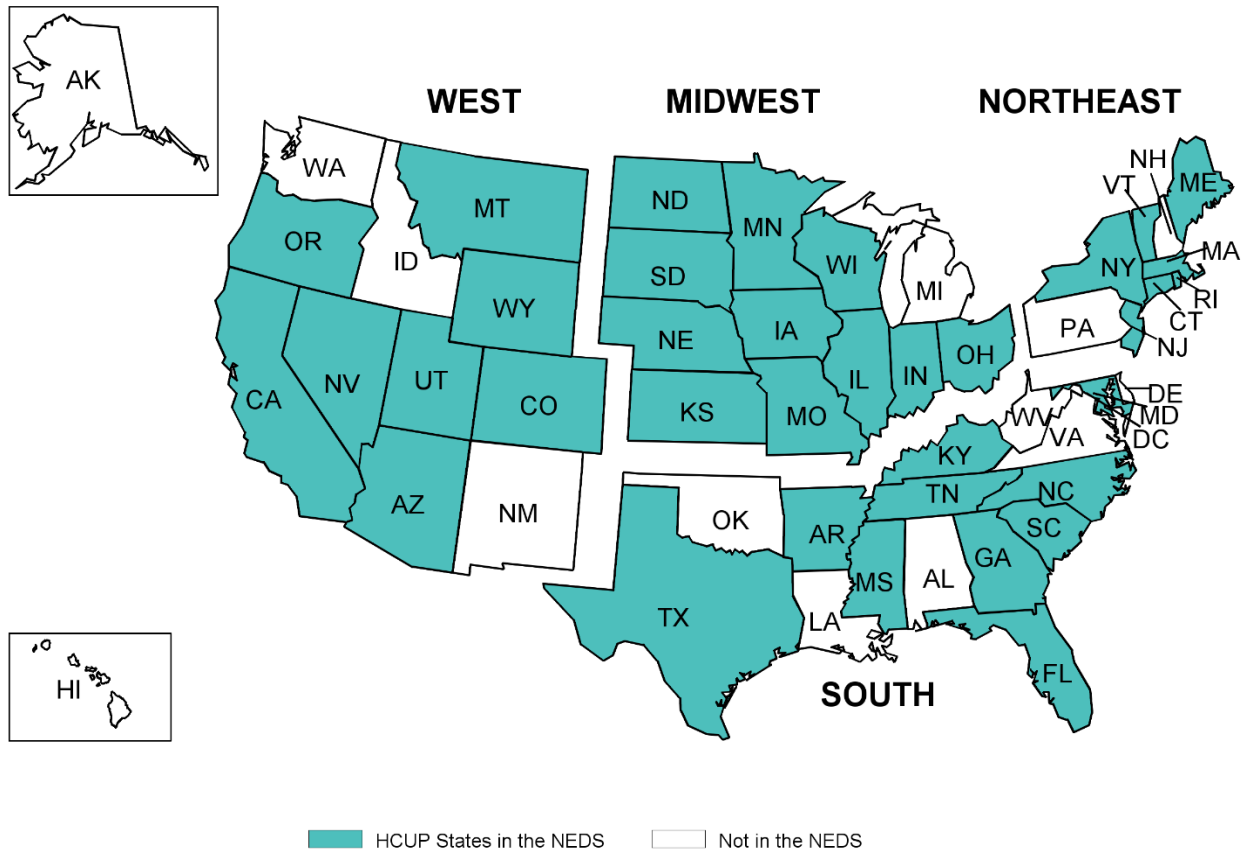 AK
WEST MIDWEST NORTHEAST
WA
MT
ND
MN
NH
VT
ME
OR
ID
SD
WI
MI
NY
MA
RI
CT
WY
NE
IA
PA
NJ
NV
UT
CO
CA
KS
MO
IL
IN
OH
WV
VA
DE
MD
DC
KY
AZ
NM
OK
AR
TN
NC
SC
MS
AL
GA
TX
LA
FL
HI
SOUTH
HCUP States in the NEDS Not in the NEDS